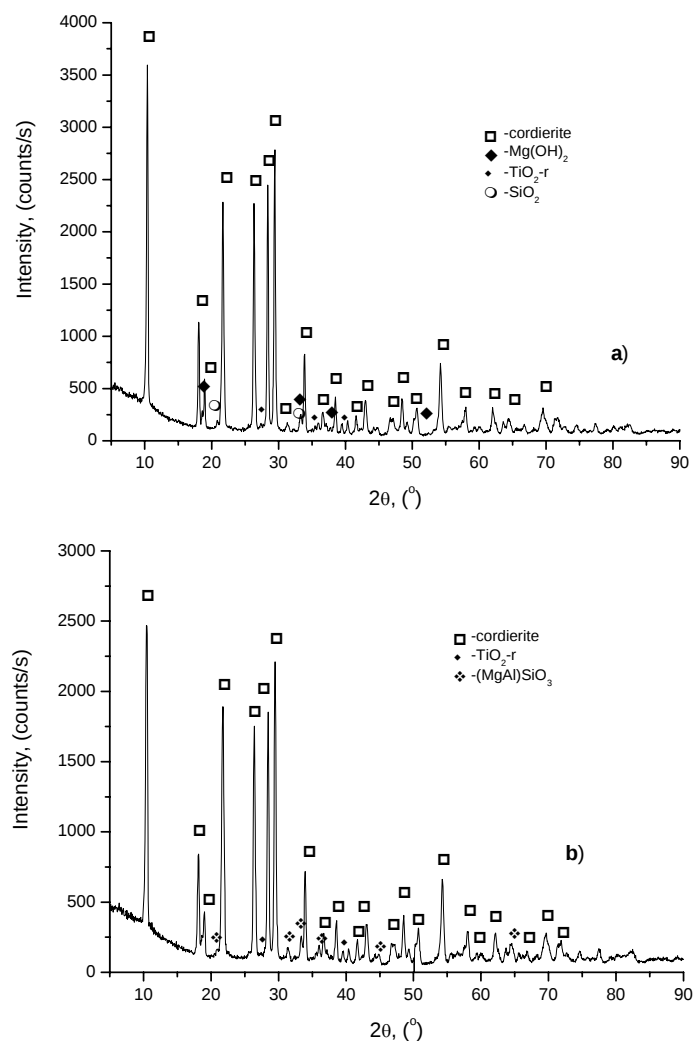 4000
3500
3000
2500
2000
1500
1000
500
0
Intensity, (counts/s)
-cordierite
-Mg(OH)₂
-TiO₂-r
-SiO₂
a)
10 20 30 40 50 60 70 80 90
2θ, (°)
3000
2500
2000
1500
1000
500
0
Intensity, (counts/s)
-cordierite
-TiO₂-r
-(MgAl)SiO₃
b)
10 20 30 40 50 60 70 80 90
2θ, (°)